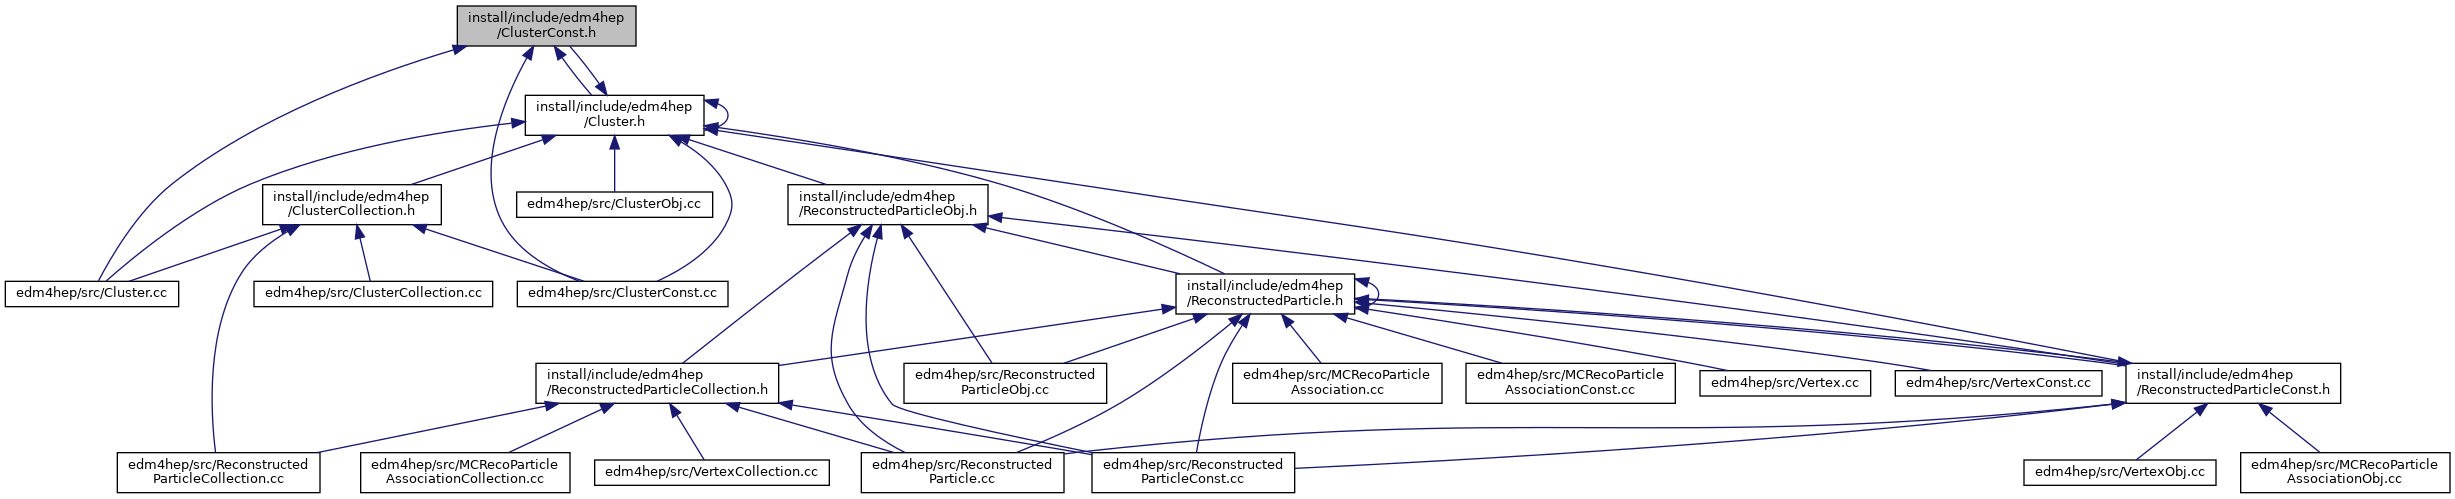 install/include/edm4hep
/ClusterConst.h
install/include/edm4hep
/Cluster.h
install/include/edm4hep
/ClusterCollection.h
edm4hep/src/ClusterObj.cc
install/include/edm4hep
/ReconstructedParticleObj.h
edm4hep/src/Cluster.cc
edm4hep/src/ClusterCollection.cc
edm4hep/src/ClusterConst.cc
install/include/edm4hep
/ReconstructedParticle.h
install/include/edm4hep
/ReconstructedParticleCollection.h
edm4hep/src/Reconstructed
ParticleObj.cc
edm4hep/src/MCRecoParticle
Association.cc
edm4hep/src/MCRecoParticle
AssociationConst.cc
edm4hep/src/Vertex.cc
edm4hep/src/VertexConst.cc
install/include/edm4hep
/ReconstructedParticleConst.h
edm4hep/src/Reconstructed
ParticleCollection.cc
edm4hep/src/MCRecoParticle
AssociationCollection.cc
edm4hep/src/VertexCollection.cc
edm4hep/src/Reconstructed
Particle.cc
edm4hep/src/Reconstructed
ParticleConst.cc
edm4hep/src/VertexObj.cc
edm4hep/src/MCRecoParticle
AssociationObj.cc